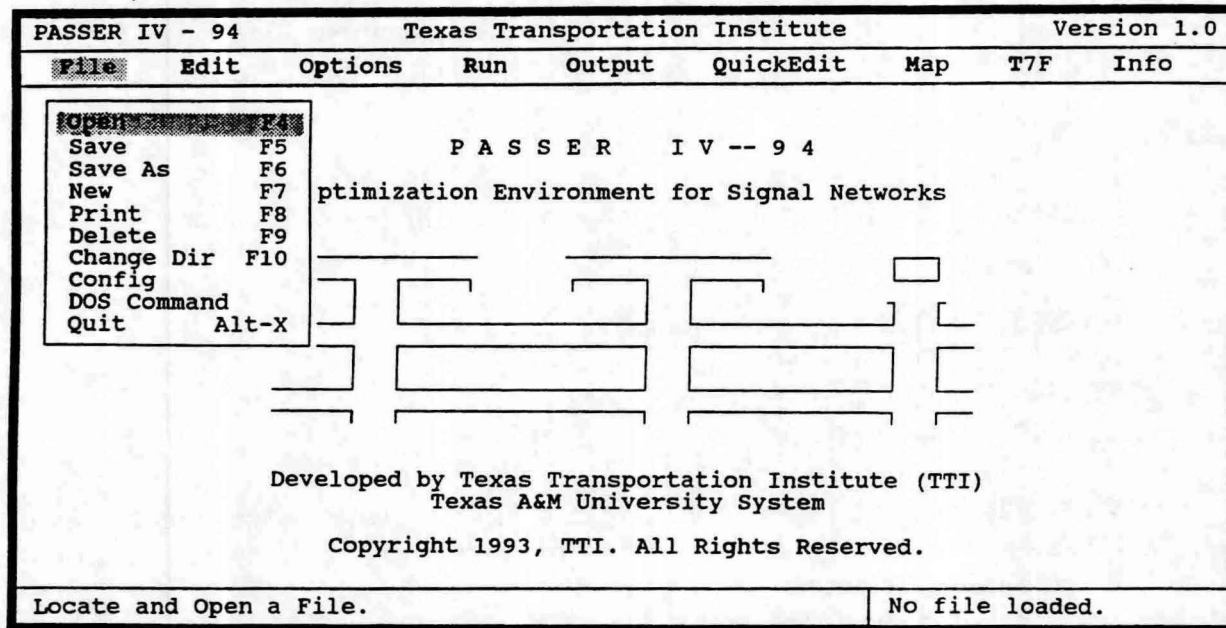 PASSER IV - 94 Texas Transportation Institute Version 1.0
File Edit Options Run Output QuickEdit Map T7F Info
Open F4
Save F5
Save As F6
New F7
Print F8
Delete F9
Change Dir F10
Config
DOS Command
Quit Alt-X
P A S S E R I V -- 9 4
ptimization Environment for Signal Networks
Developed by Texas Transportation Institute (TTI)
Texas A&M University System
Copyright 1993, TTI. All Rights Reserved.
Locate and Open a File. No file loaded.